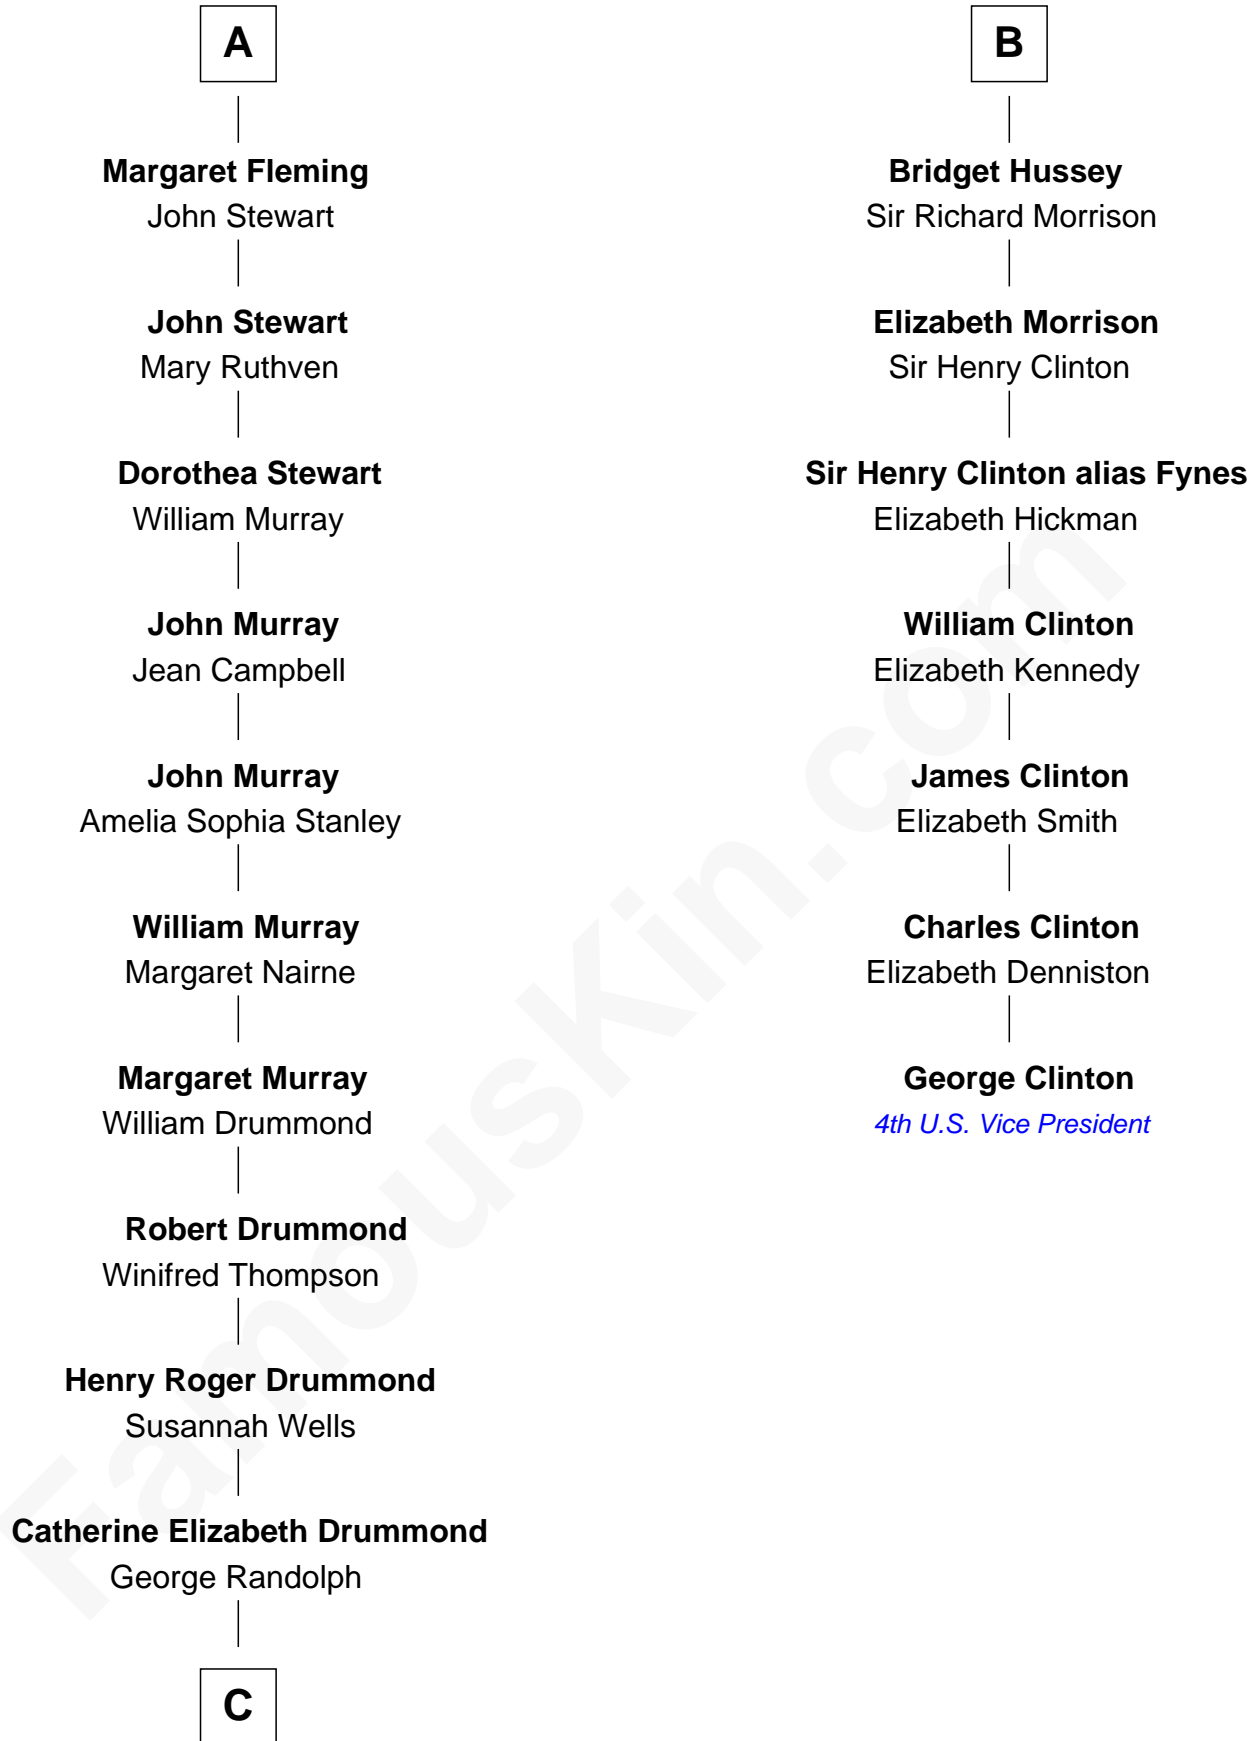 A
Margaret Fleming
John Stewart
John Stewart
Mary Ruthven
Dorothea Stewart
William Murray
John Murray
Jean Campbell
John Murray
Amelia Sophia Stanley
William Murray
Margaret Nairne
Margaret Murray
William Drummond
Robert Drummond
Winifred Thompson
Henry Roger Drummond
Susannah Wells
Catherine Elizabeth Drummond
George Randolph
C
B
Bridget Hussey
Sir Richard Morrison
Elizabeth Morrison
Sir Henry Clinton
Sir Henry Clinton alias Fynes
Elizabeth Hickman
William Clinton
Elizabeth Kennedy
James Clinton
Elizabeth Smith
Charles Clinton
Elizabeth Denniston
George Clinton
4th U.S. Vice President
FamousKin.com